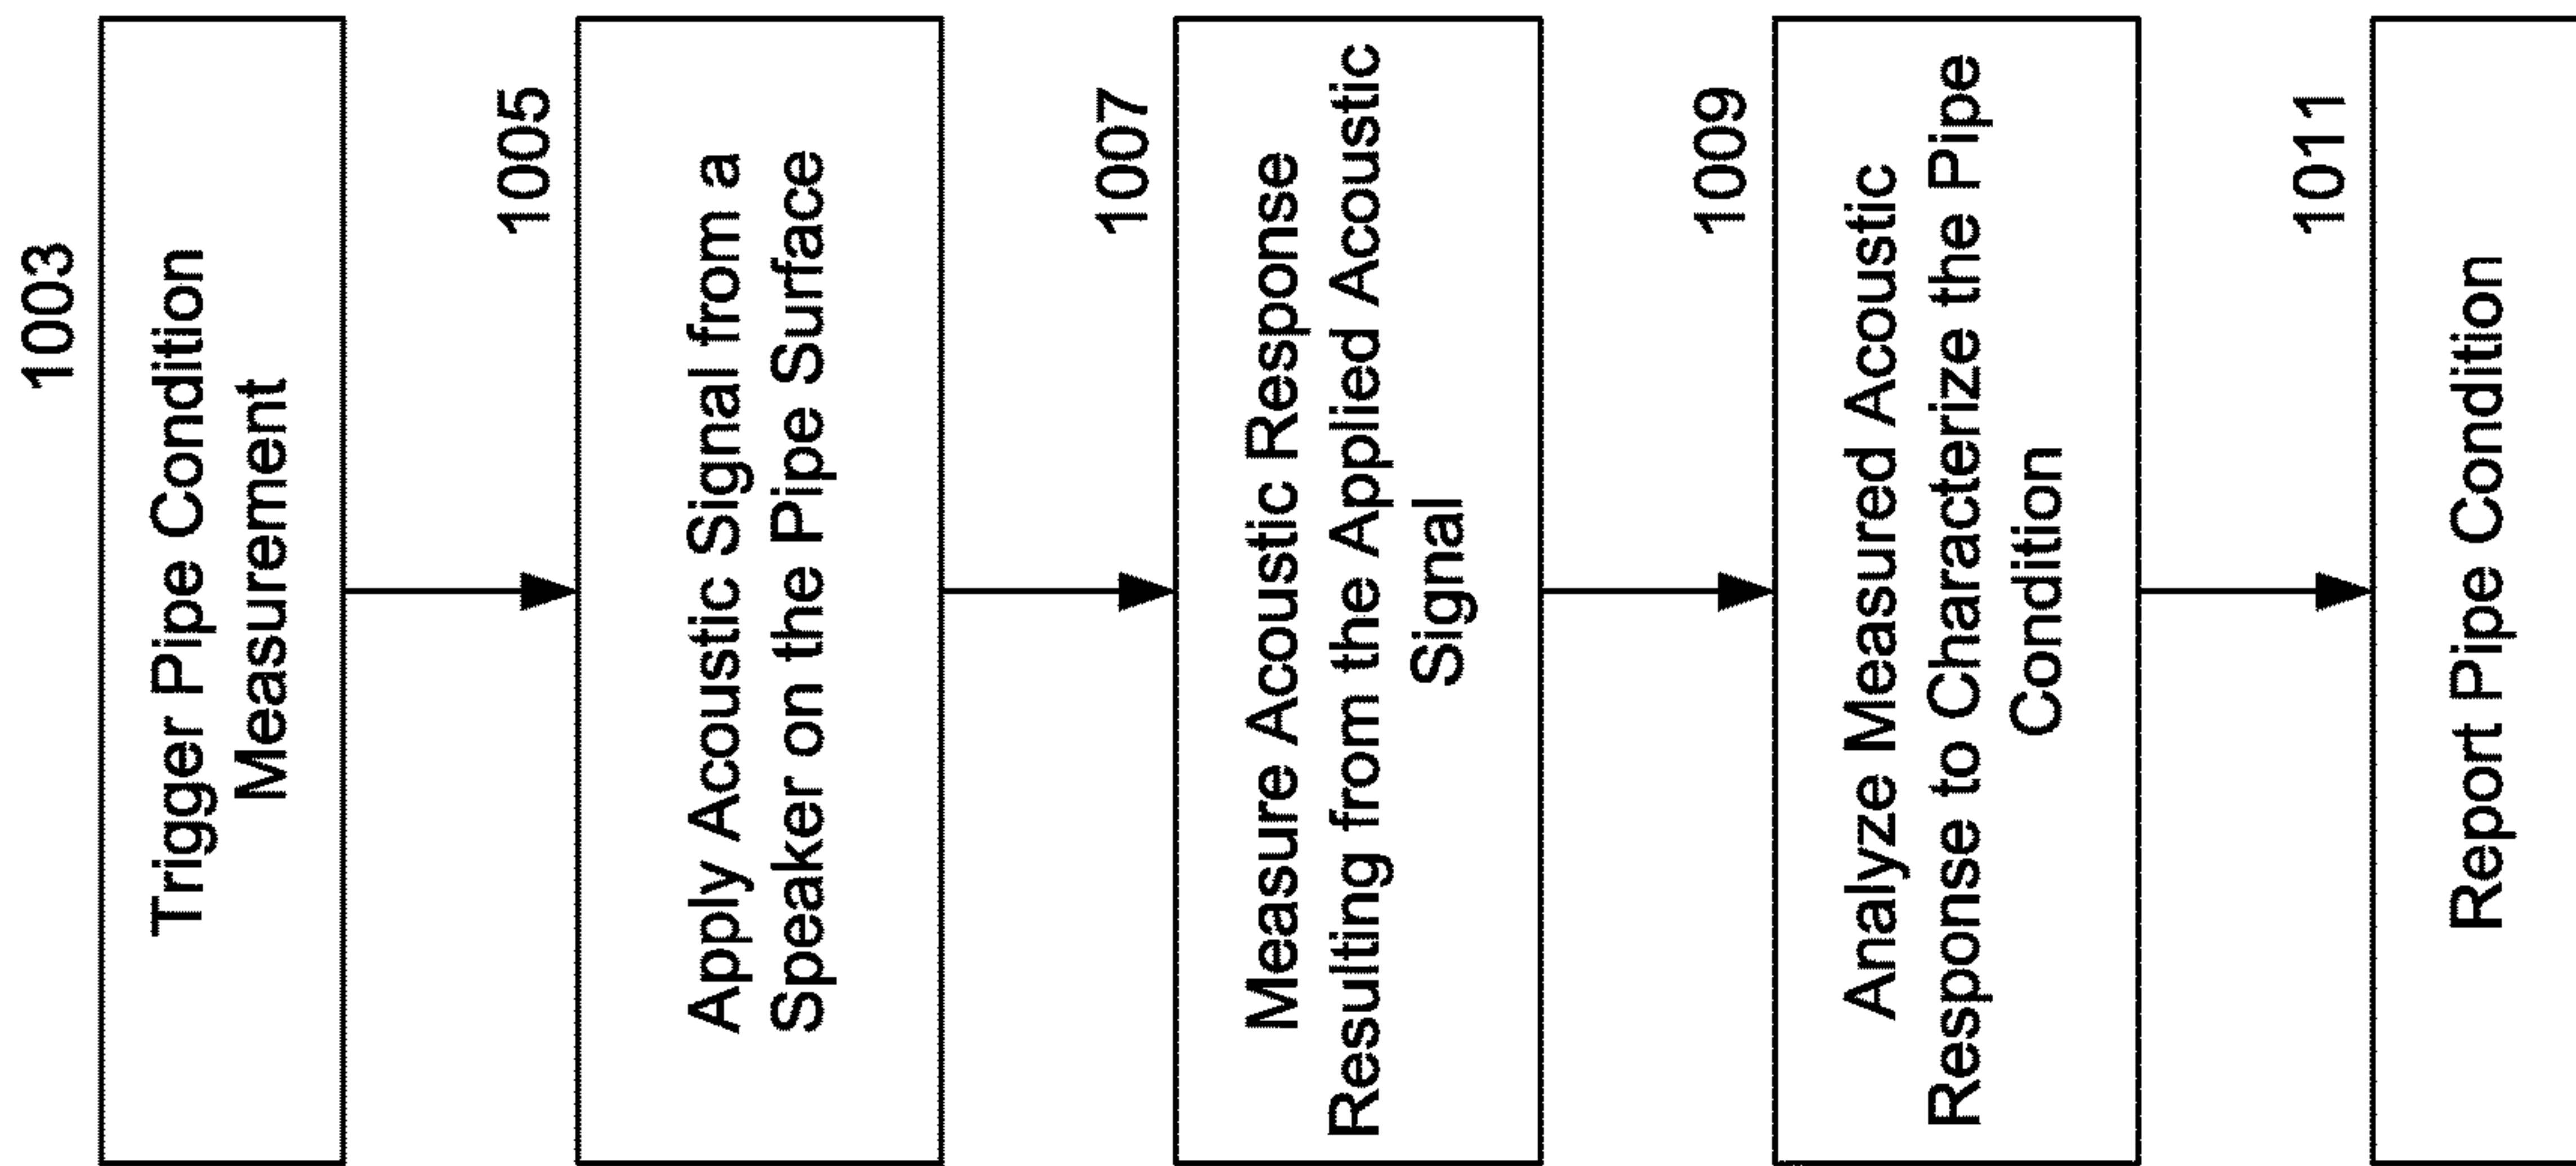 1003
Trigger Pipe Condition
Measurement
1005
Apply Acoustic Signal from a
Speaker on the Pipe Surface
1007
Measure Acoustic Response
Resulting from the Applied Acoustic
Signal
1009
Analyze Measured Acoustic
Response to Characterize the Pipe
Condition
1011
Report Pipe Condition